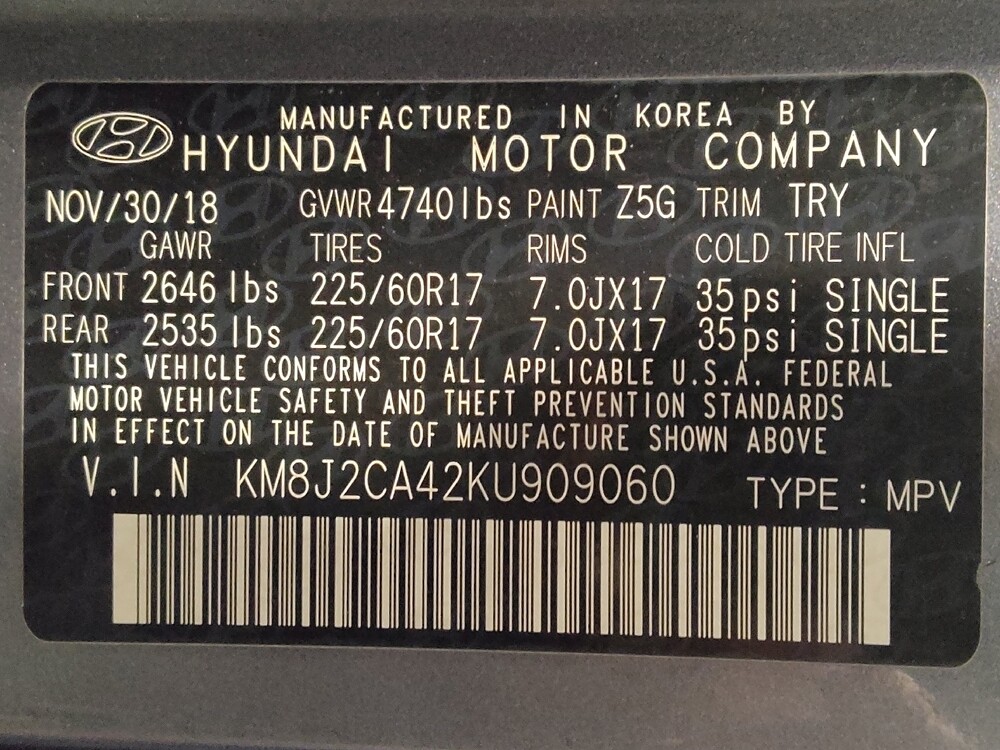 MANUFACTURED IN KOREA BY
HYUNDAI MOTOR COMPANY
NOV/30/18 GVWR 4740lbs PAINT Z5G TRIM TRY
GAWR TIRES RIMS COLD TIRE INFL
FRONT 2646 lbs 225/60R17 7.0JX17 35psi SINGLE
REAR 2535 lbs 225/60R17 7.0JX17 35psi SINGLE
THIS VEHICLE CONFORMS TO ALL APPLICABLE U.S.A. FEDERAL
MOTOR VEHICLE SAFETY AND THEFT PREVENTION STANDARDS
IN EFFECT ON THE DATE OF MANUFACTURE SHOWN ABOVE
V.I.N KM8J2CA42KU909060 TYPE : MPV